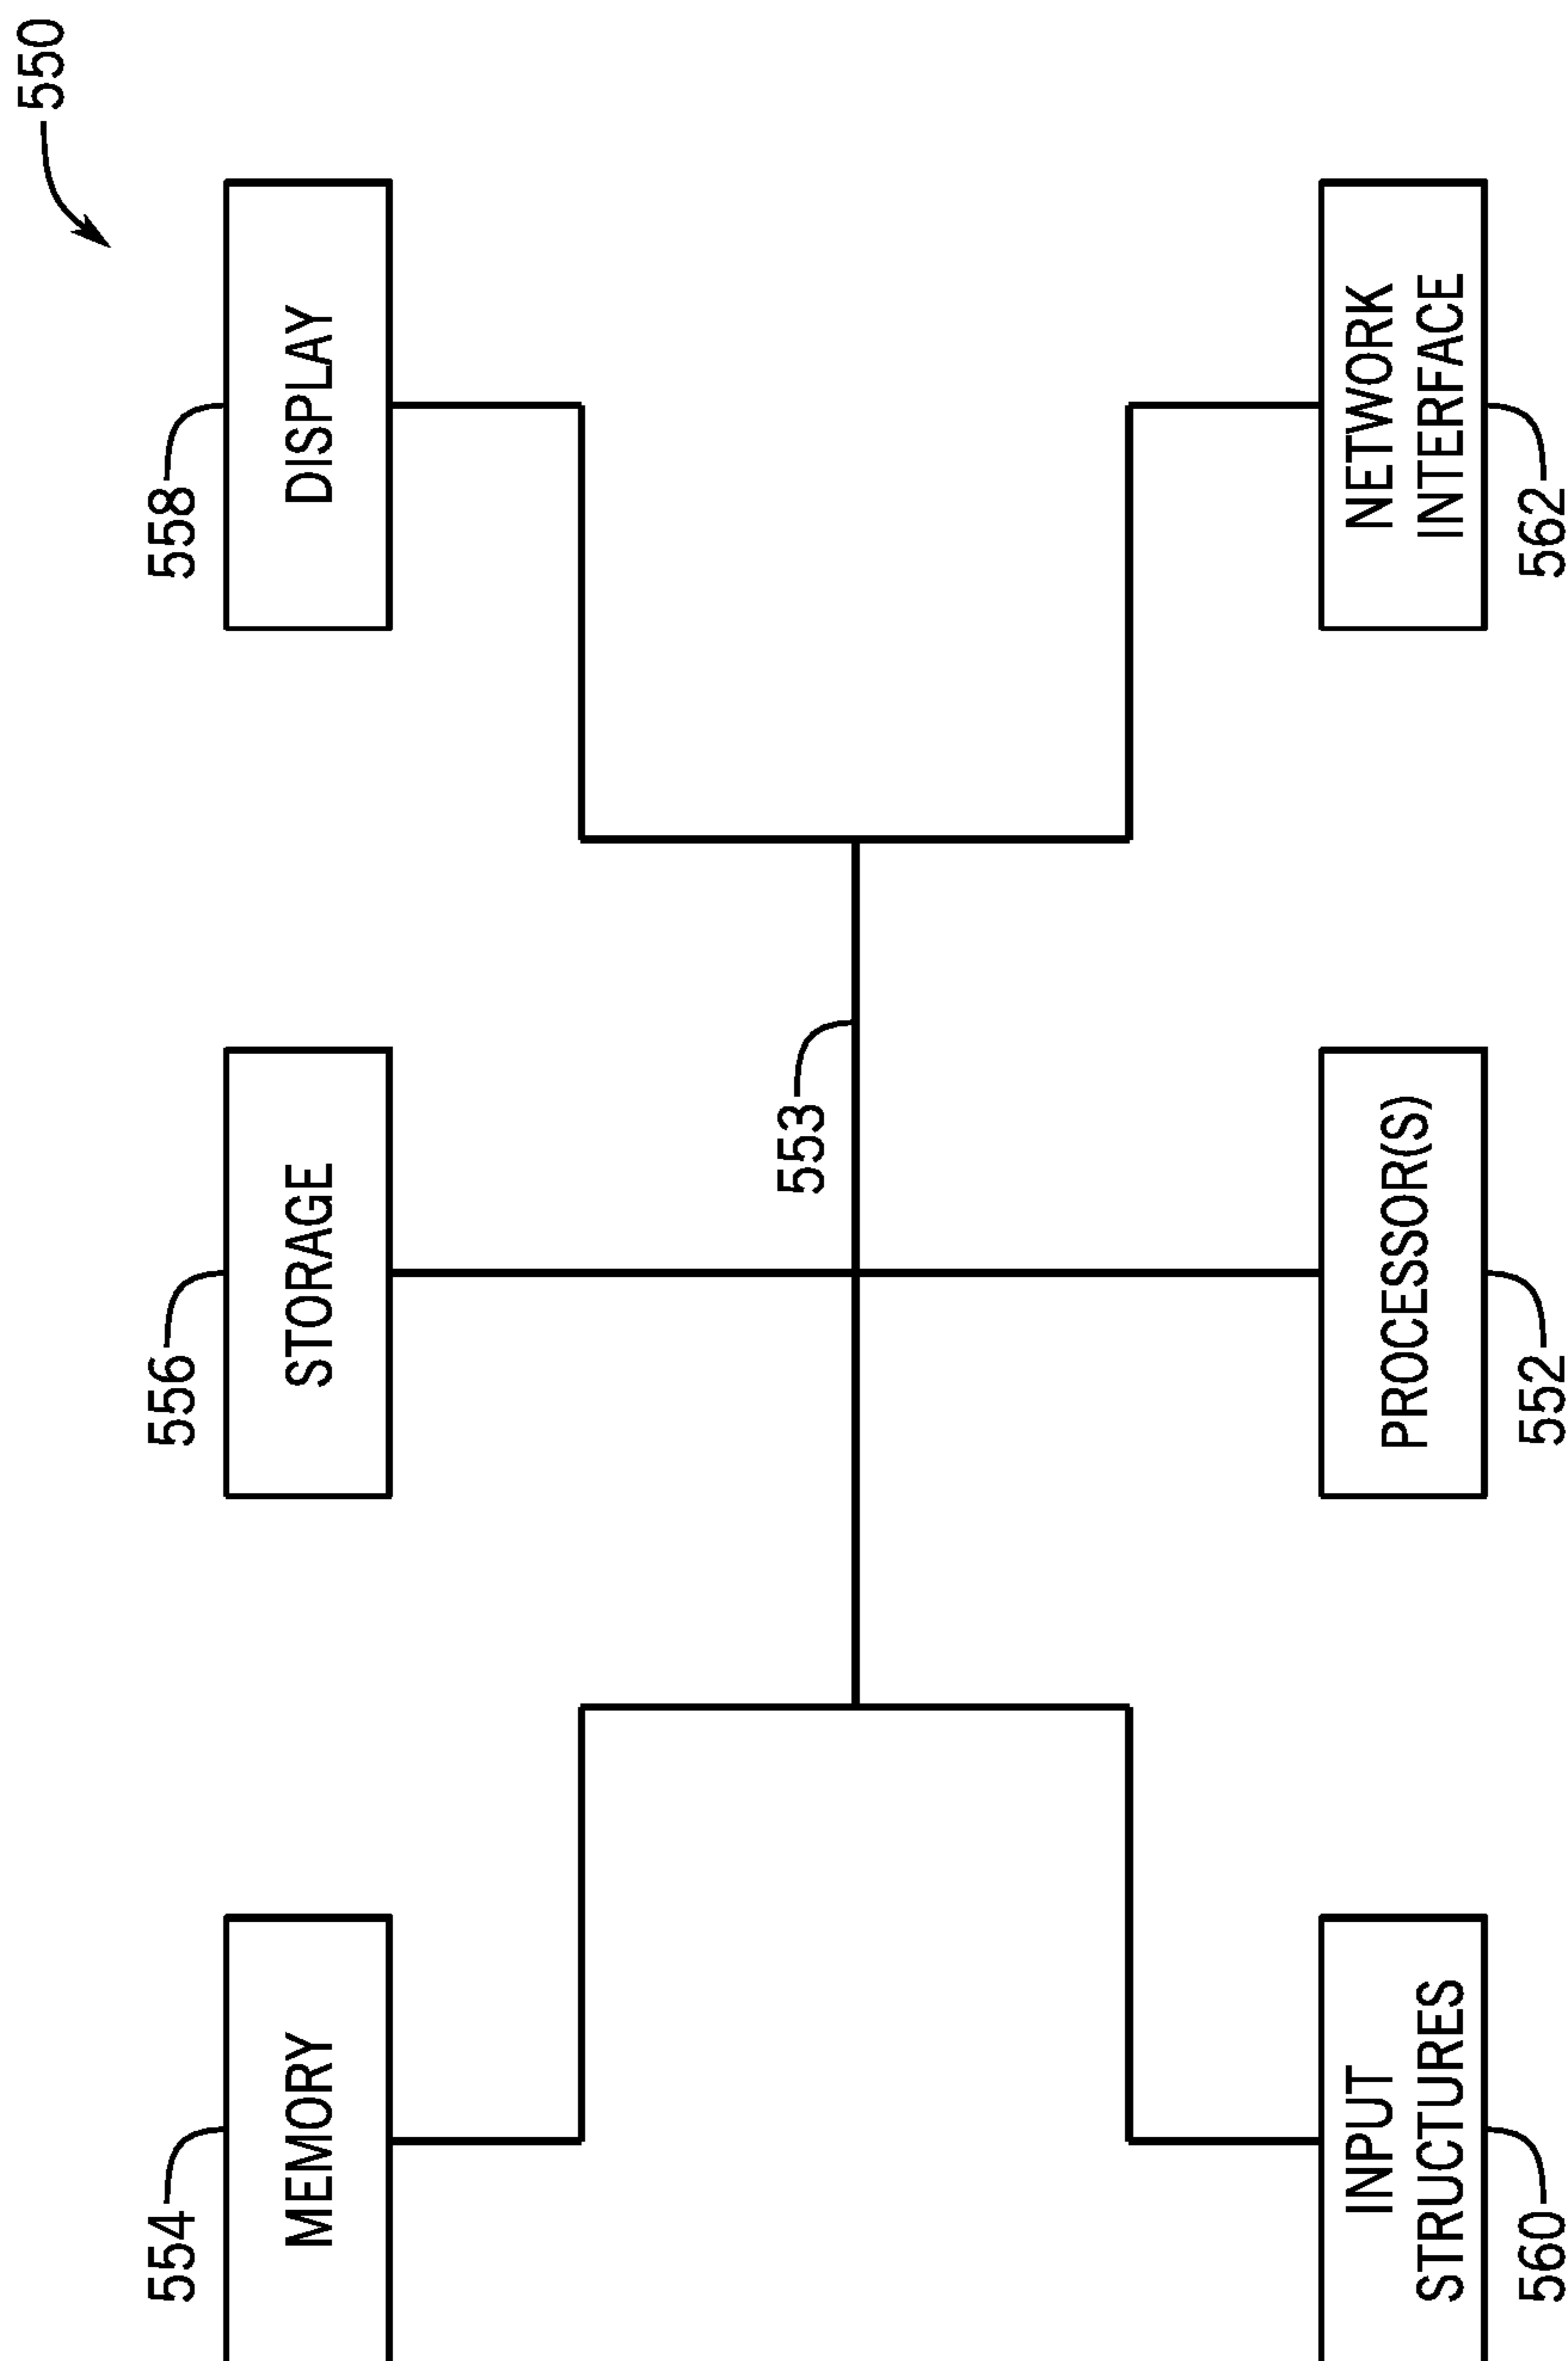 550
554
556
558
MEMORY
STORAGE
DISPLAY
553
INPUT
STRUCTURES
PROCESSOR(S)
NETWORK
INTERFACE
560
552
562